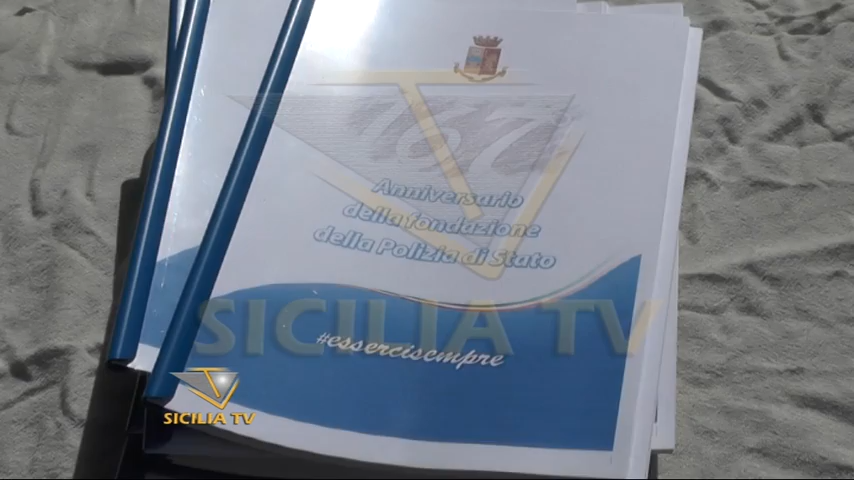 167°
Anniversario
della fondazione
della Polizia di Stato
SICILIA TV
#essercisempre
SICILIA TV